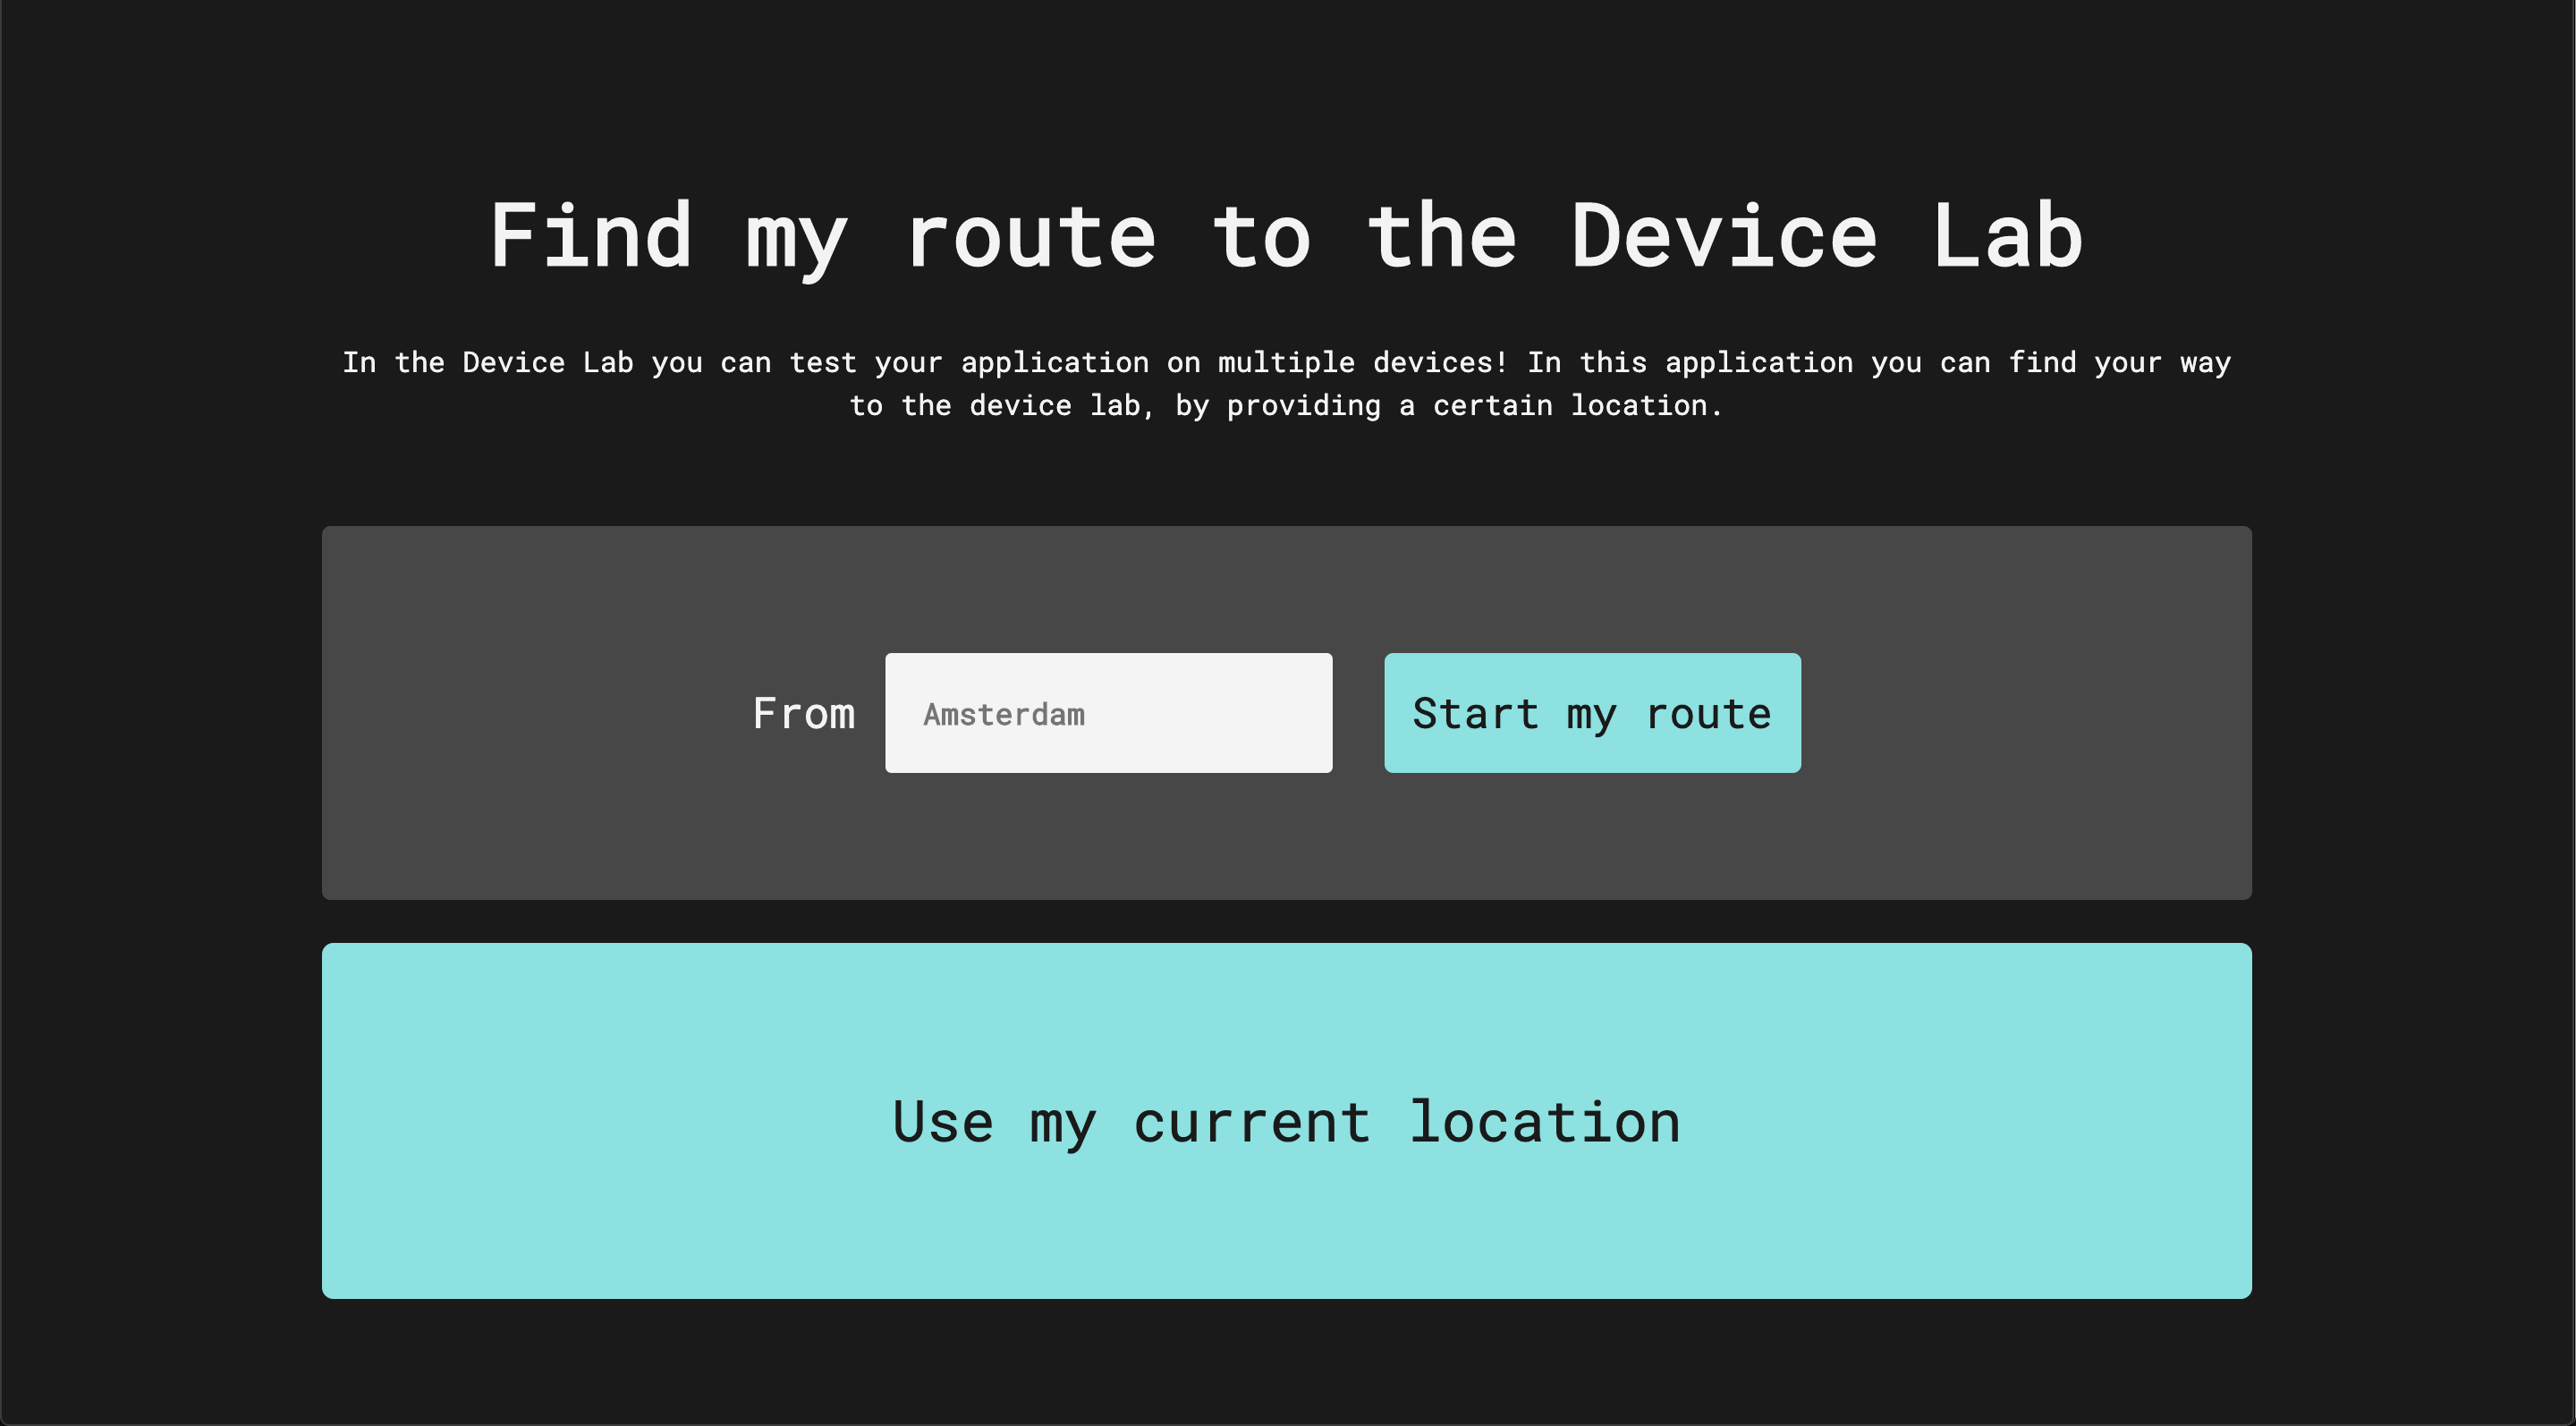 Find my route to the Device Lab
In the Device Lab you can test your application on multiple devices! In this application you can find your way
to the device lab, by providing a certain location.
From
Amsterdam
Start my route
Use my current location